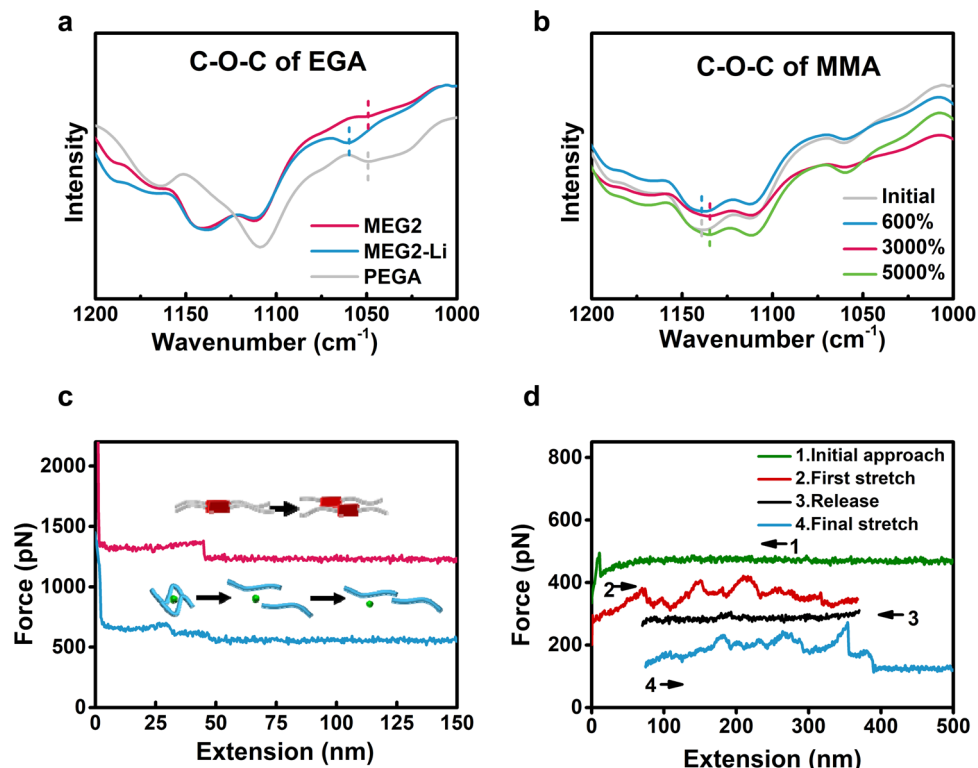 a
C-O-C of EGA
Intensity
MEG2
MEG2-Li
PEGA
1200 1150 1100 1050 1000
Wavenumber (cm⁻¹)
b
C-O-C of MMA
Intensity
Initial
600%
3000%
5000%
1200 1150 1100 1050 1000
Wavenumber (cm⁻¹)
c
Force (pN)
2000
1500
1000
500
0
0 25 50 75 100 125 150
Extension (nm)
d
Force (pN)
800
600
400
200
0
1.Initial approach
2.First stretch
3.Release
4.Final stretch
1
2
3
4
0 100 200 300 400 500
Extension (nm)